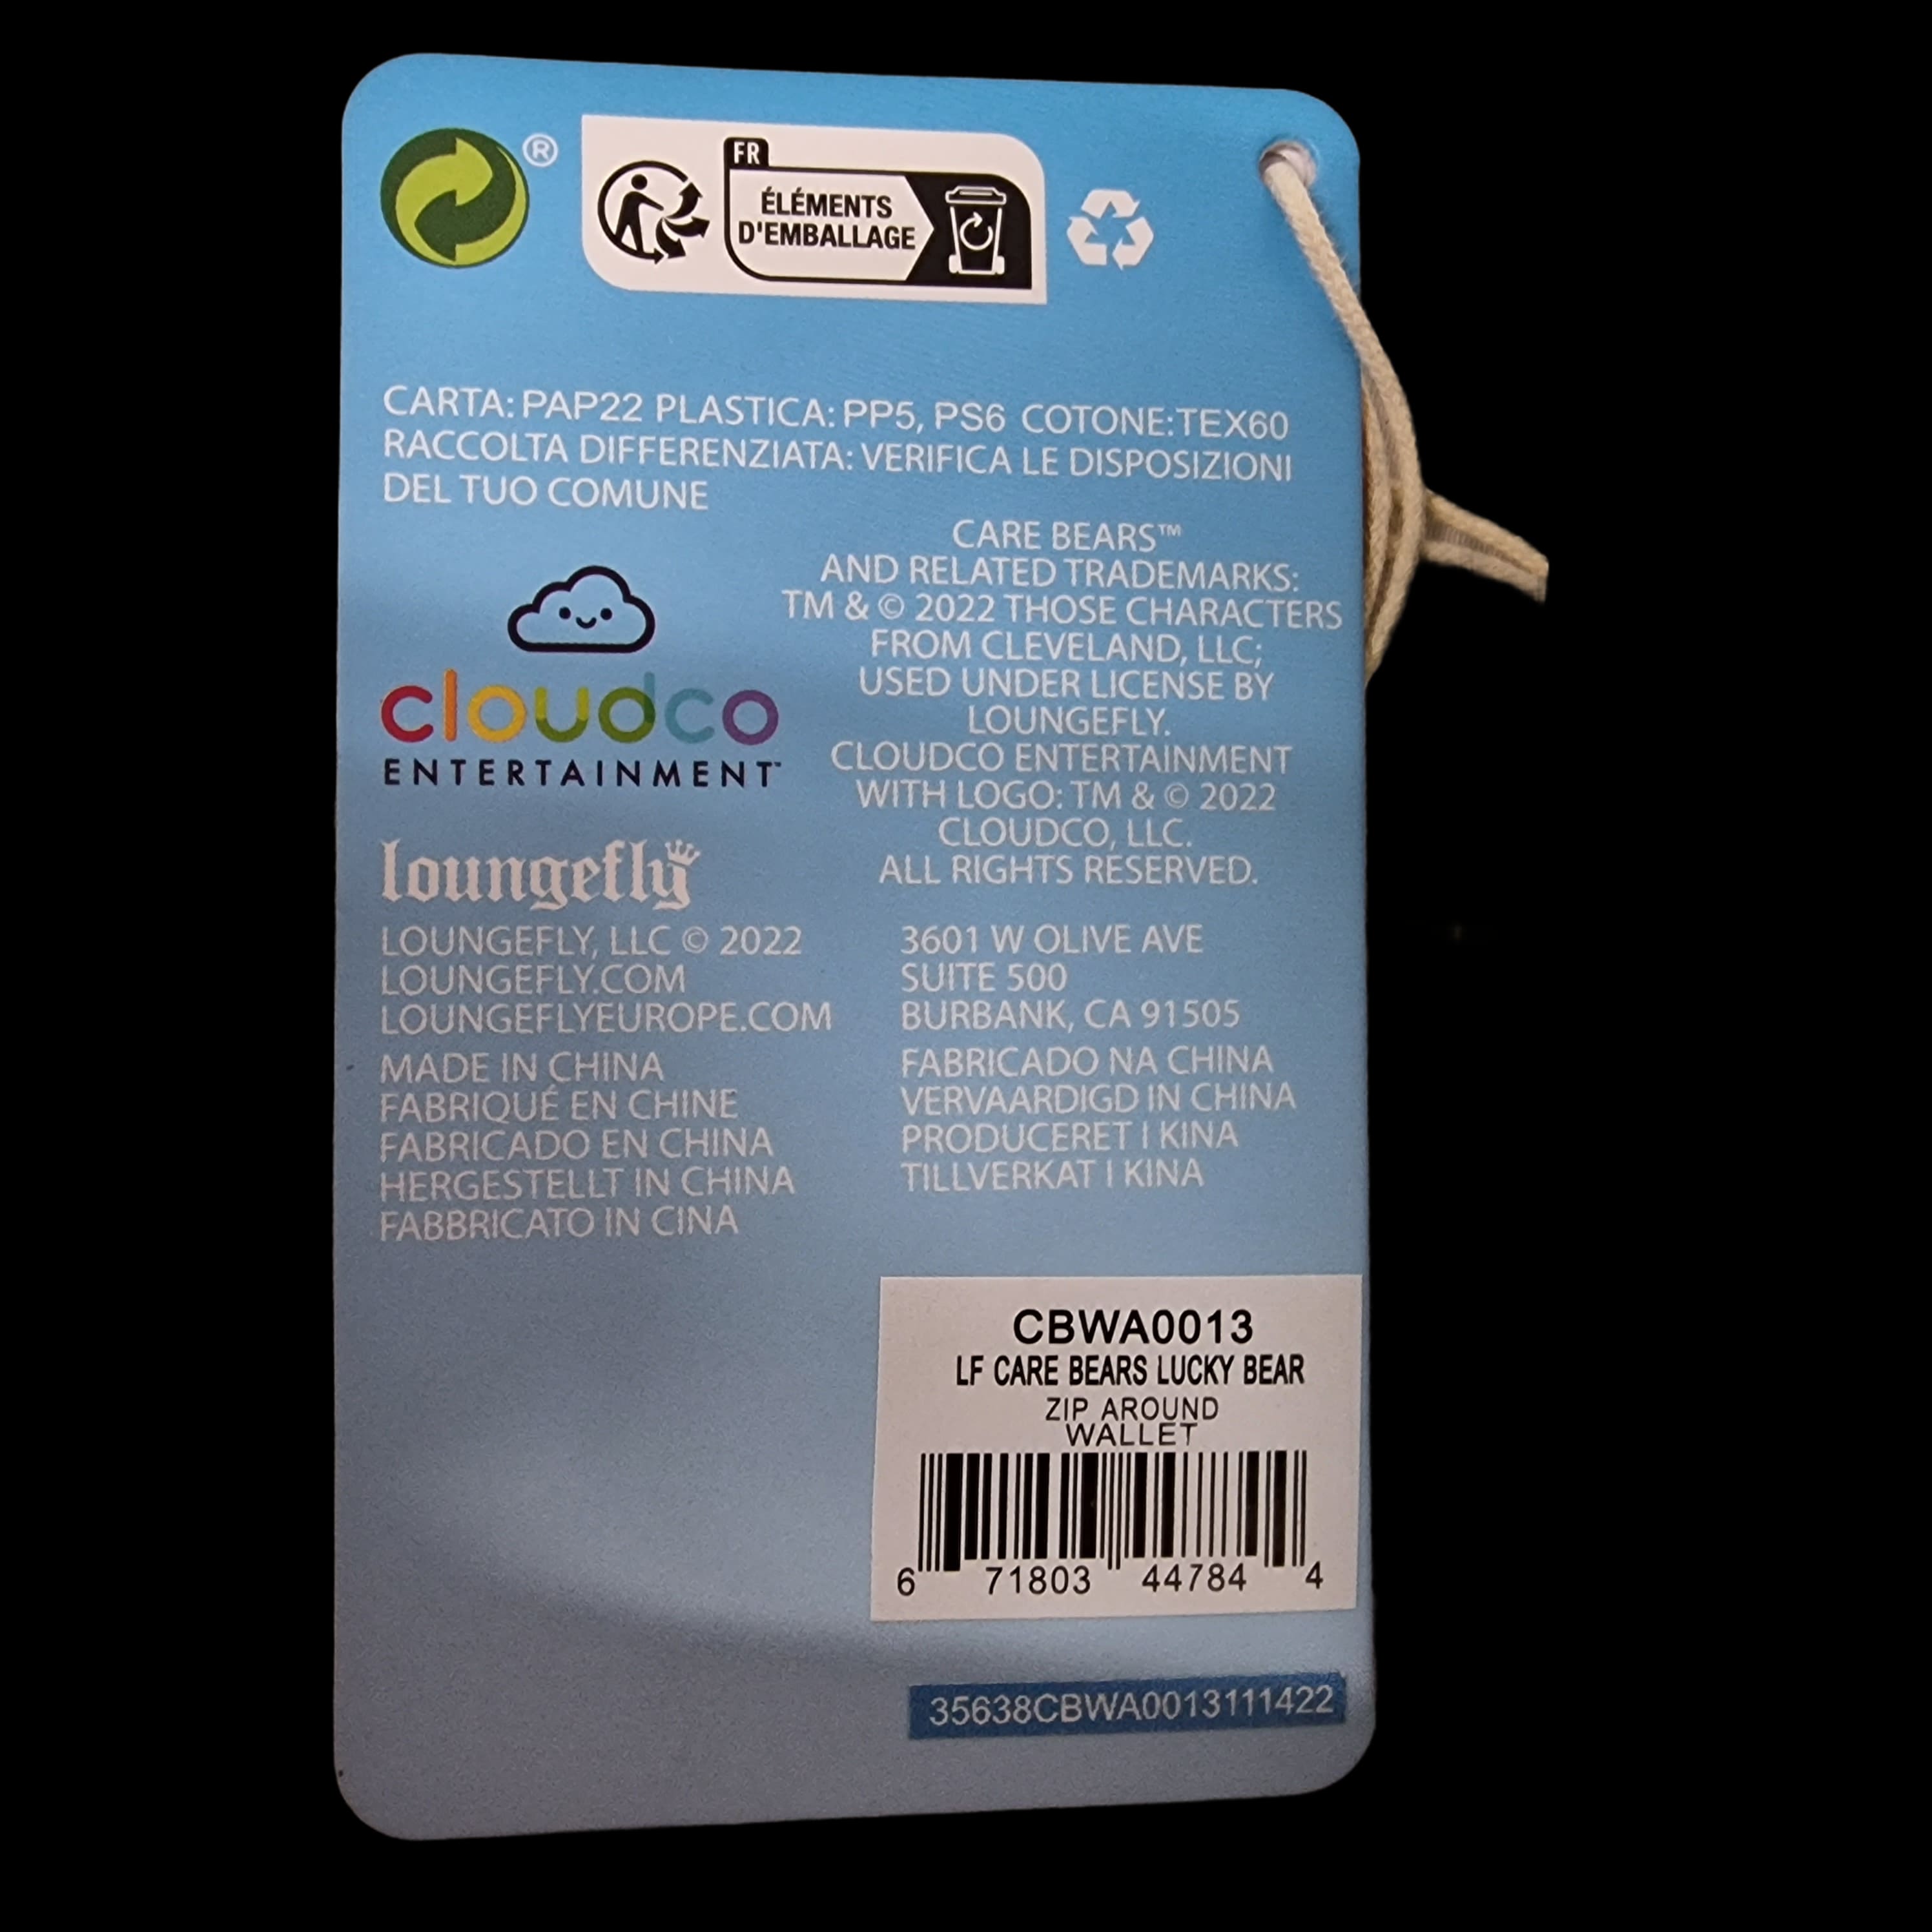 ®
FR
ÉLÉMENTS
D'EMBALLAGE
CARTA: PAP22 PLASTICA: PP5, PS6 COTONE:TEX60
RACCOLTA DIFFERENZIATA: VERIFICA LE DISPOSIZIONI
DEL TUO COMUNE
CARE BEARS™
AND RELATED TRADEMARKS:
TM & © 2022 THOSE CHARACTERS
FROM CLEVELAND, LLC;
USED UNDER LICENSE BY
LOUNGEFLY.
CLOUDCO ENTERTAINMENT
WITH LOGO: TM & © 2022
CLOUDCO, LLC.
ALL RIGHTS RESERVED.
cloudco
ENTERTAINMENT™
loungefly
LOUNGEFLY, LLC © 2022
LOUNGEFLY.COM
LOUNGEFLYEUROPE.COM
3601 W OLIVE AVE
SUITE 500
BURBANK, CA 91505
MADE IN CHINA
FABRIQUÉ EN CHINE
FABRICADO EN CHINA
HERGESTELLT IN CHINA
FABBRICATO IN CINA
FABRICADO NA CHINA
VERVAARDIGD IN CHINA
PRODUCERET I KINA
TILLVERKAT I KINA
CBWA0013
LF CARE BEARS LUCKY BEAR
ZIP AROUND
WALLET
6 71803 44784 4
35638CBWA0013111422